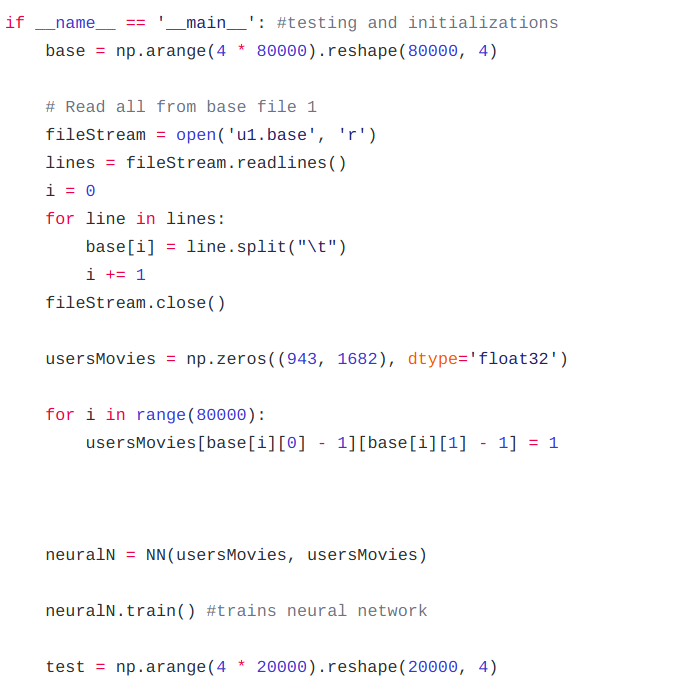 if __name__ == '__main__': #testing and initializations
    base = np.arange(4 * 80000).reshape(80000, 4)

    # Read all from base file 1
    fileStream = open('u1.base', 'r')
    lines = fileStream.readlines()
    i = 0
    for line in lines:
        base[i] = line.split("\t")
        i += 1
    fileStream.close()

    usersMovies = np.zeros((943, 1682), dtype='float32')

    for i in range(80000):
        usersMovies[base[i][0] - 1][base[i][1] - 1] = 1

    neuralN = NN(usersMovies, usersMovies)

    neuralN.train() #trains neural network

    test = np.arange(4 * 20000).reshape(20000, 4)